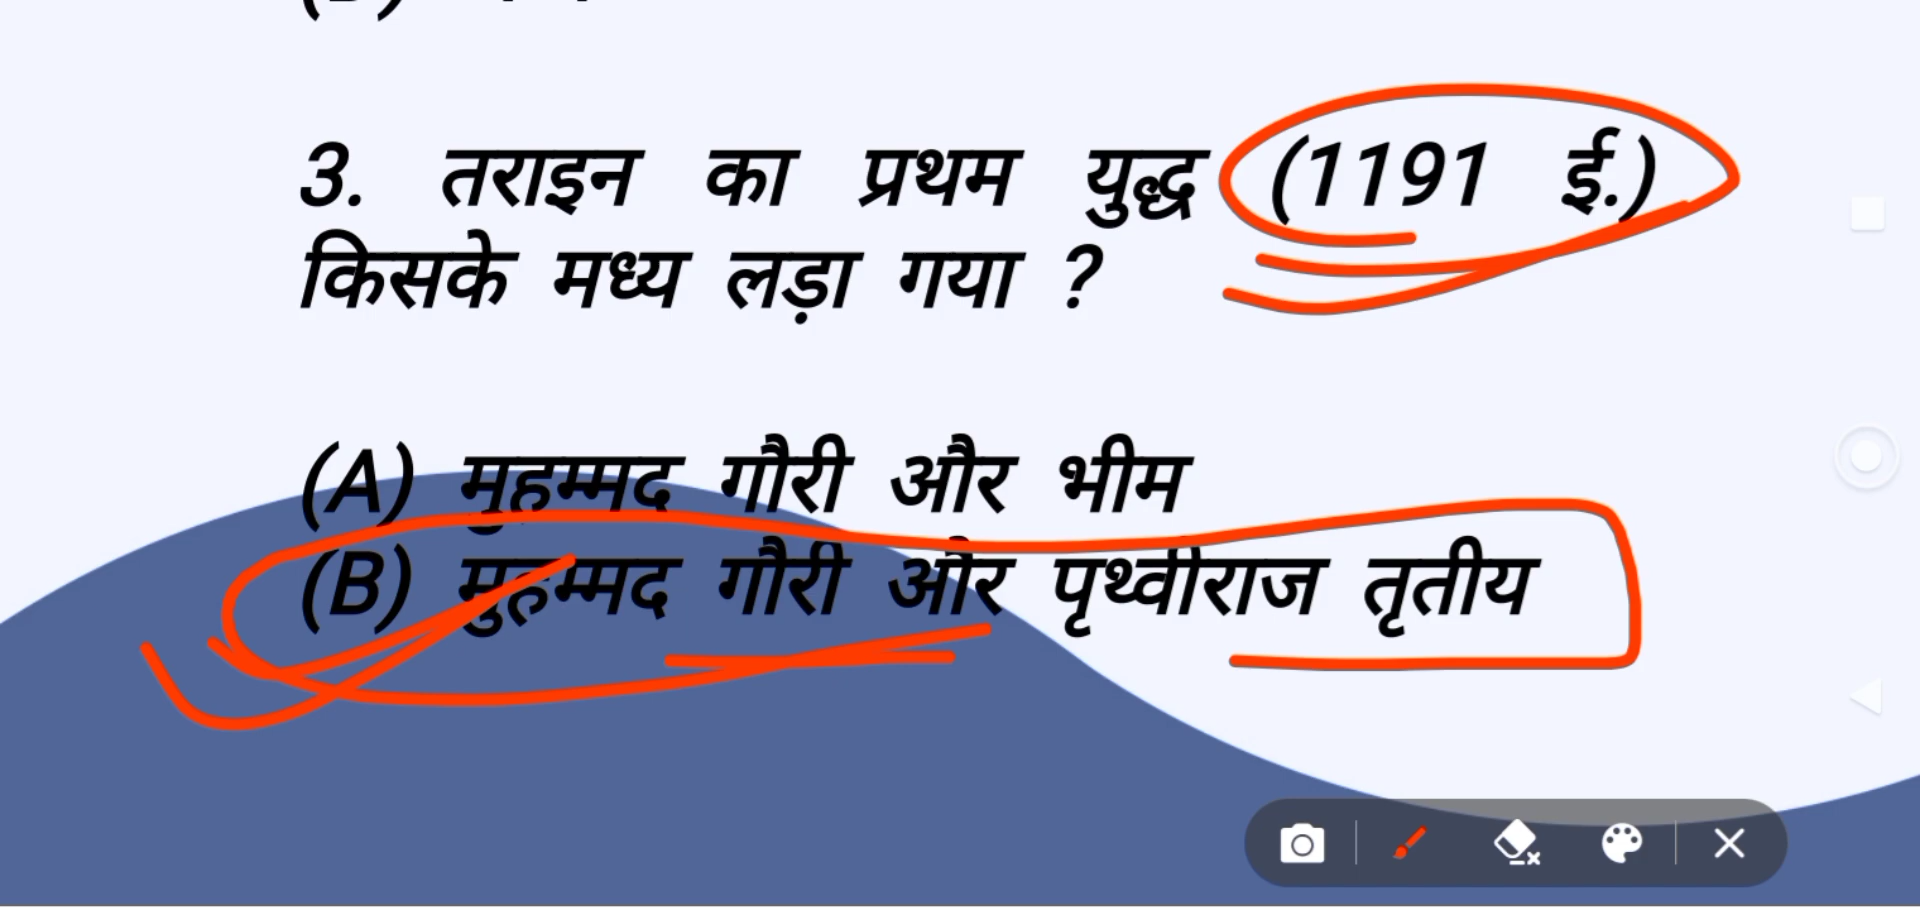 3. तराइन का प्रथम युद्ध (1191 ई.)
किसके मध्य लड़ा गया ?
(A) मुहम्मद गौरी और भीम
(B) मुहम्मद गौरी और पृथ्वीराज तृतीय